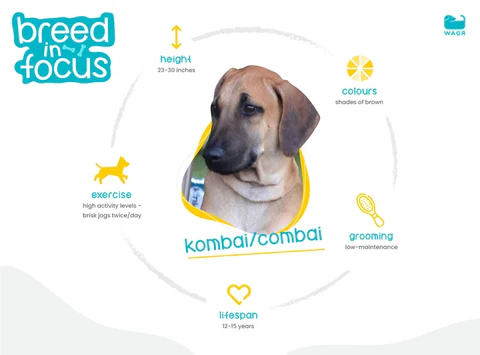 breed
in
focus
WAGR
height
23-30 inches
colours
shades of brown
exercise
high activity levels -
brisk jogs twice/day
kombai/combai
grooming
low-maintenance
lifespan
12-15 years